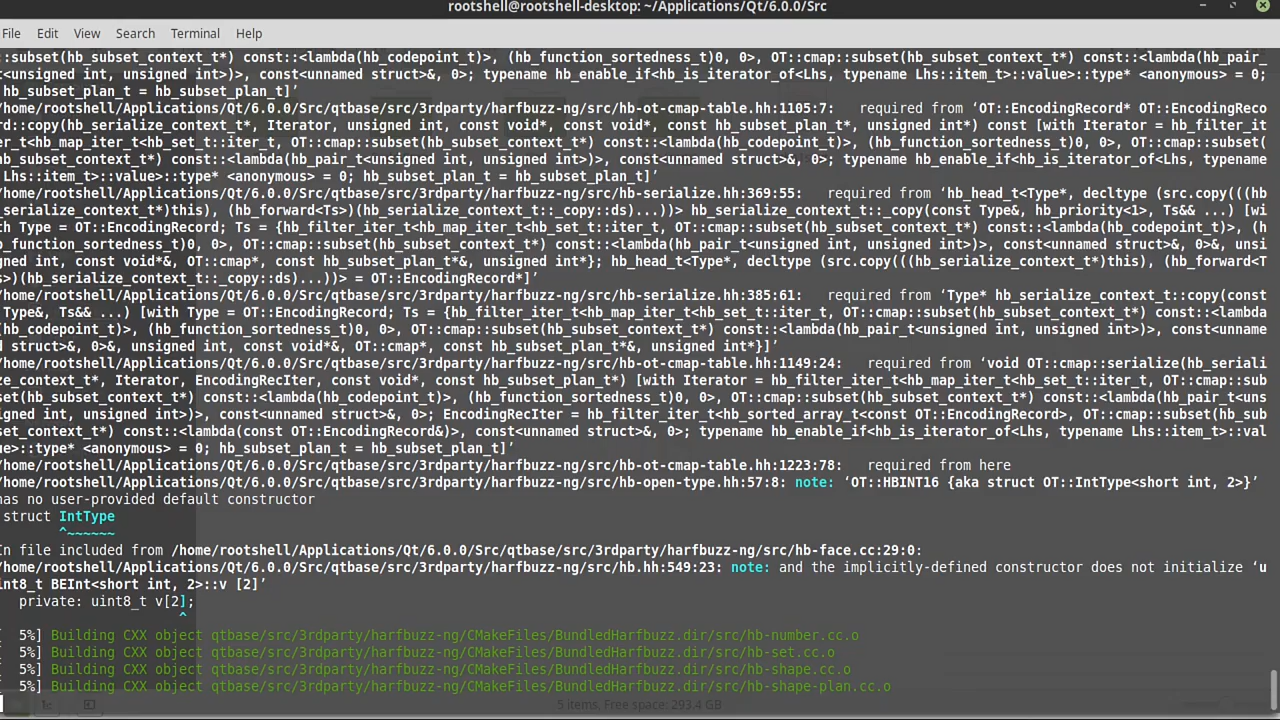 rootshell@rootshell-desktop: ~/Applications/Qt/6.0.0/Src
File Edit View Search Terminal Help
::subset(hb_subset_context_t*) const::<lambda(hb_codepoint_t)>, (hb_function_sortedness_t)0, 0>, OT::cmap::subset(hb_subset_context_t*) const::<lambda(hb_pair_
t<unsigned int, unsigned int>)>, const<unnamed struct>&, 0>; typename hb_enable_if<hb_is_iterator_of<Lhs, typename Lhs::item_t>::value>::type* <anonymous> = 0;
hb_subset_plan_t = hb_subset_plan_t]’
/home/rootshell/Applications/Qt/6.0.0/Src/qtbase/src/3rdparty/harfbuzz-ng/src/hb-ot-cmap-table.hh:1105:7:   required from ‘OT::EncodingRecord* OT::EncodingReco
rd::copy(hb_serialize_context_t*, Iterator, unsigned int, const void*, const void*, const hb_subset_plan_t*, unsigned int*) const [with Iterator = hb_filter_it
er_t<hb_map_iter_t<hb_set_t::iter_t, OT::cmap::subset(hb_subset_context_t*) const::<lambda(hb_codepoint_t)>, (hb_function_sortedness_t)0, 0>, OT::cmap::subset(
hb_subset_context_t*) const::<lambda(hb_pair_t<unsigned int, unsigned int>)>, const<unnamed struct>&, 0>; typename hb_enable_if<hb_is_iterator_of<Lhs, typename
Lhs::item_t>::value>::type* <anonymous> = 0; hb_subset_plan_t = hb_subset_plan_t]’
/home/rootshell/Applications/Qt/6.0.0/Src/qtbase/src/3rdparty/harfbuzz-ng/src/hb-serialize.hh:369:55:   required from ‘hb_head_t<Type*, decltype (src.copy(((hb
_serialize_context_t*)this), (hb_forward<Ts>)(hb_serialize_context_t::_copy::ds)...))> hb_serialize_context_t::_copy(const Type&, hb_priority<1>, Ts&& ...) [wi
th Type = OT::EncodingRecord; Ts = {hb_filter_iter_t<hb_map_iter_t<hb_set_t::iter_t, OT::cmap::subset(hb_subset_context_t*) const::<lambda(hb_codepoint_t)>, (h
b_function_sortedness_t)0, 0>, OT::cmap::subset(hb_subset_context_t*) const::<lambda(hb_pair_t<unsigned int, unsigned int>)>, const<unnamed struct>&, 0>&, unsi
gned int, const void*&, OT::cmap*, const hb_subset_plan_t*&, unsigned int*}; hb_head_t<Type*, decltype (src.copy(((hb_serialize_context_t*)this), (hb_forward<T
s>)(hb_serialize_context_t::_copy::ds)...))> = OT::EncodingRecord*]’
/home/rootshell/Applications/Qt/6.0.0/Src/qtbase/src/3rdparty/harfbuzz-ng/src/hb-serialize.hh:385:61:   required from ‘Type* hb_serialize_context_t::copy(const
Type&, Ts&& ...) [with Type = OT::EncodingRecord; Ts = {hb_filter_iter_t<hb_map_iter_t<hb_set_t::iter_t, OT::cmap::subset(hb_subset_context_t*) const::<lambda
(hb_codepoint_t)>, (hb_function_sortedness_t)0, 0>, OT::cmap::subset(hb_subset_context_t*) const::<lambda(hb_pair_t<unsigned int, unsigned int>)>, const<unname
d struct>&, 0>&, unsigned int, const void*&, OT::cmap*, const hb_subset_plan_t*&, unsigned int*}]’
/home/rootshell/Applications/Qt/6.0.0/Src/qtbase/src/3rdparty/harfbuzz-ng/src/hb-ot-cmap-table.hh:1149:24:   required from ‘void OT::cmap::serialize(hb_seriali
ze_context_t*, Iterator, EncodingRecIter, const void*, const hb_subset_plan_t*) [with Iterator = hb_filter_iter_t<hb_map_iter_t<hb_set_t::iter_t, OT::cmap::sub
set(hb_subset_context_t*) const::<lambda(hb_codepoint_t)>, (hb_function_sortedness_t)0, 0>, OT::cmap::subset(hb_subset_context_t*) const::<lambda(hb_pair_t<uns
igned int, unsigned int>)>, const<unnamed struct>&, 0>; EncodingRecIter = hb_filter_iter_t<hb_sorted_array_t<const OT::EncodingRecord>, OT::cmap::subset(hb_sub
set_context_t*) const::<lambda(const OT::EncodingRecord&)>, const<unnamed struct>&, 0>; typename hb_enable_if<hb_is_iterator_of<Lhs, typename Lhs::item_t>::val
ue>::type* <anonymous> = 0; hb_subset_plan_t = hb_subset_plan_t]’
/home/rootshell/Applications/Qt/6.0.0/Src/qtbase/src/3rdparty/harfbuzz-ng/src/hb-ot-cmap-table.hh:1223:78:   required from here
/home/rootshell/Applications/Qt/6.0.0/Src/qtbase/src/3rdparty/harfbuzz-ng/src/hb-open-type.hh:57:8: note: ‘OT::HBINT16 {aka struct OT::IntType<short int, 2>}’
has no user-provided default constructor
struct IntType
^~~~~~~
In file included from /home/rootshell/Applications/Qt/6.0.0/Src/qtbase/src/3rdparty/harfbuzz-ng/src/hb-face.cc:29:0:
/home/rootshell/Applications/Qt/6.0.0/Src/qtbase/src/3rdparty/harfbuzz-ng/src/hb.hh:549:23: note: and the implicitly-defined constructor does not initialize ‘u
int8_t BEInt<short int, 2>::v [2]’
private: uint8_t v[2];
^
[  5%] Building CXX object qtbase/src/3rdparty/harfbuzz-ng/CMakeFiles/BundledHarfbuzz.dir/src/hb-number.cc.o
[  5%] Building CXX object qtbase/src/3rdparty/harfbuzz-ng/CMakeFiles/BundledHarfbuzz.dir/src/hb-set.cc.o
[  5%] Building CXX object qtbase/src/3rdparty/harfbuzz-ng/CMakeFiles/BundledHarfbuzz.dir/src/hb-shape.cc.o
[  5%] Building CXX object qtbase/src/3rdparty/harfbuzz-ng/CMakeFiles/BundledHarfbuzz.dir/src/hb-shape-plan.cc.o
5 items, Free space: 293.4 GB